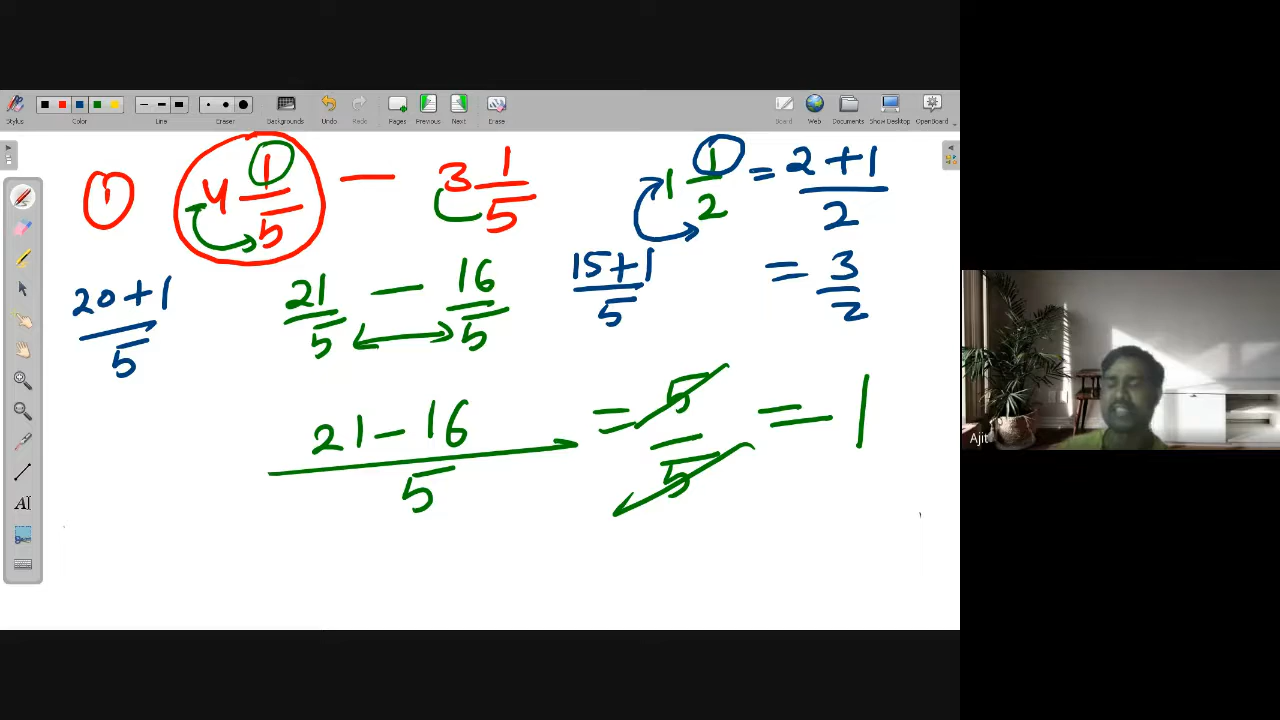 Stylus Color Line Eraser Backgrounds Undo Redo Pages Previous Next Erase Board Web Documents Show Desktop OpenBoard
① 4 1/5 — 3 1/5
1 1/2 = 2+1/2
= 3/2
20+1/5
21/5 — 16/5
15+1/5
21-16/5 = 5/5 = 1
Ajit